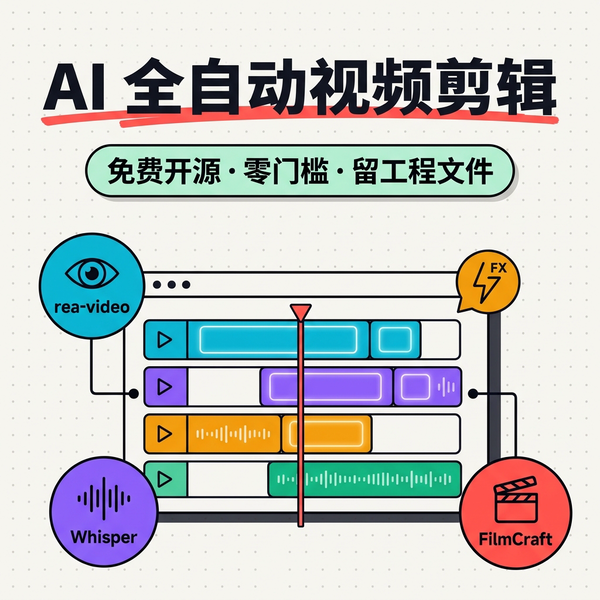 AI 全自动视频剪辑
免费开源 · 零门槛 · 留工程文件
rea-video
FX
Whisper
FilmCraft